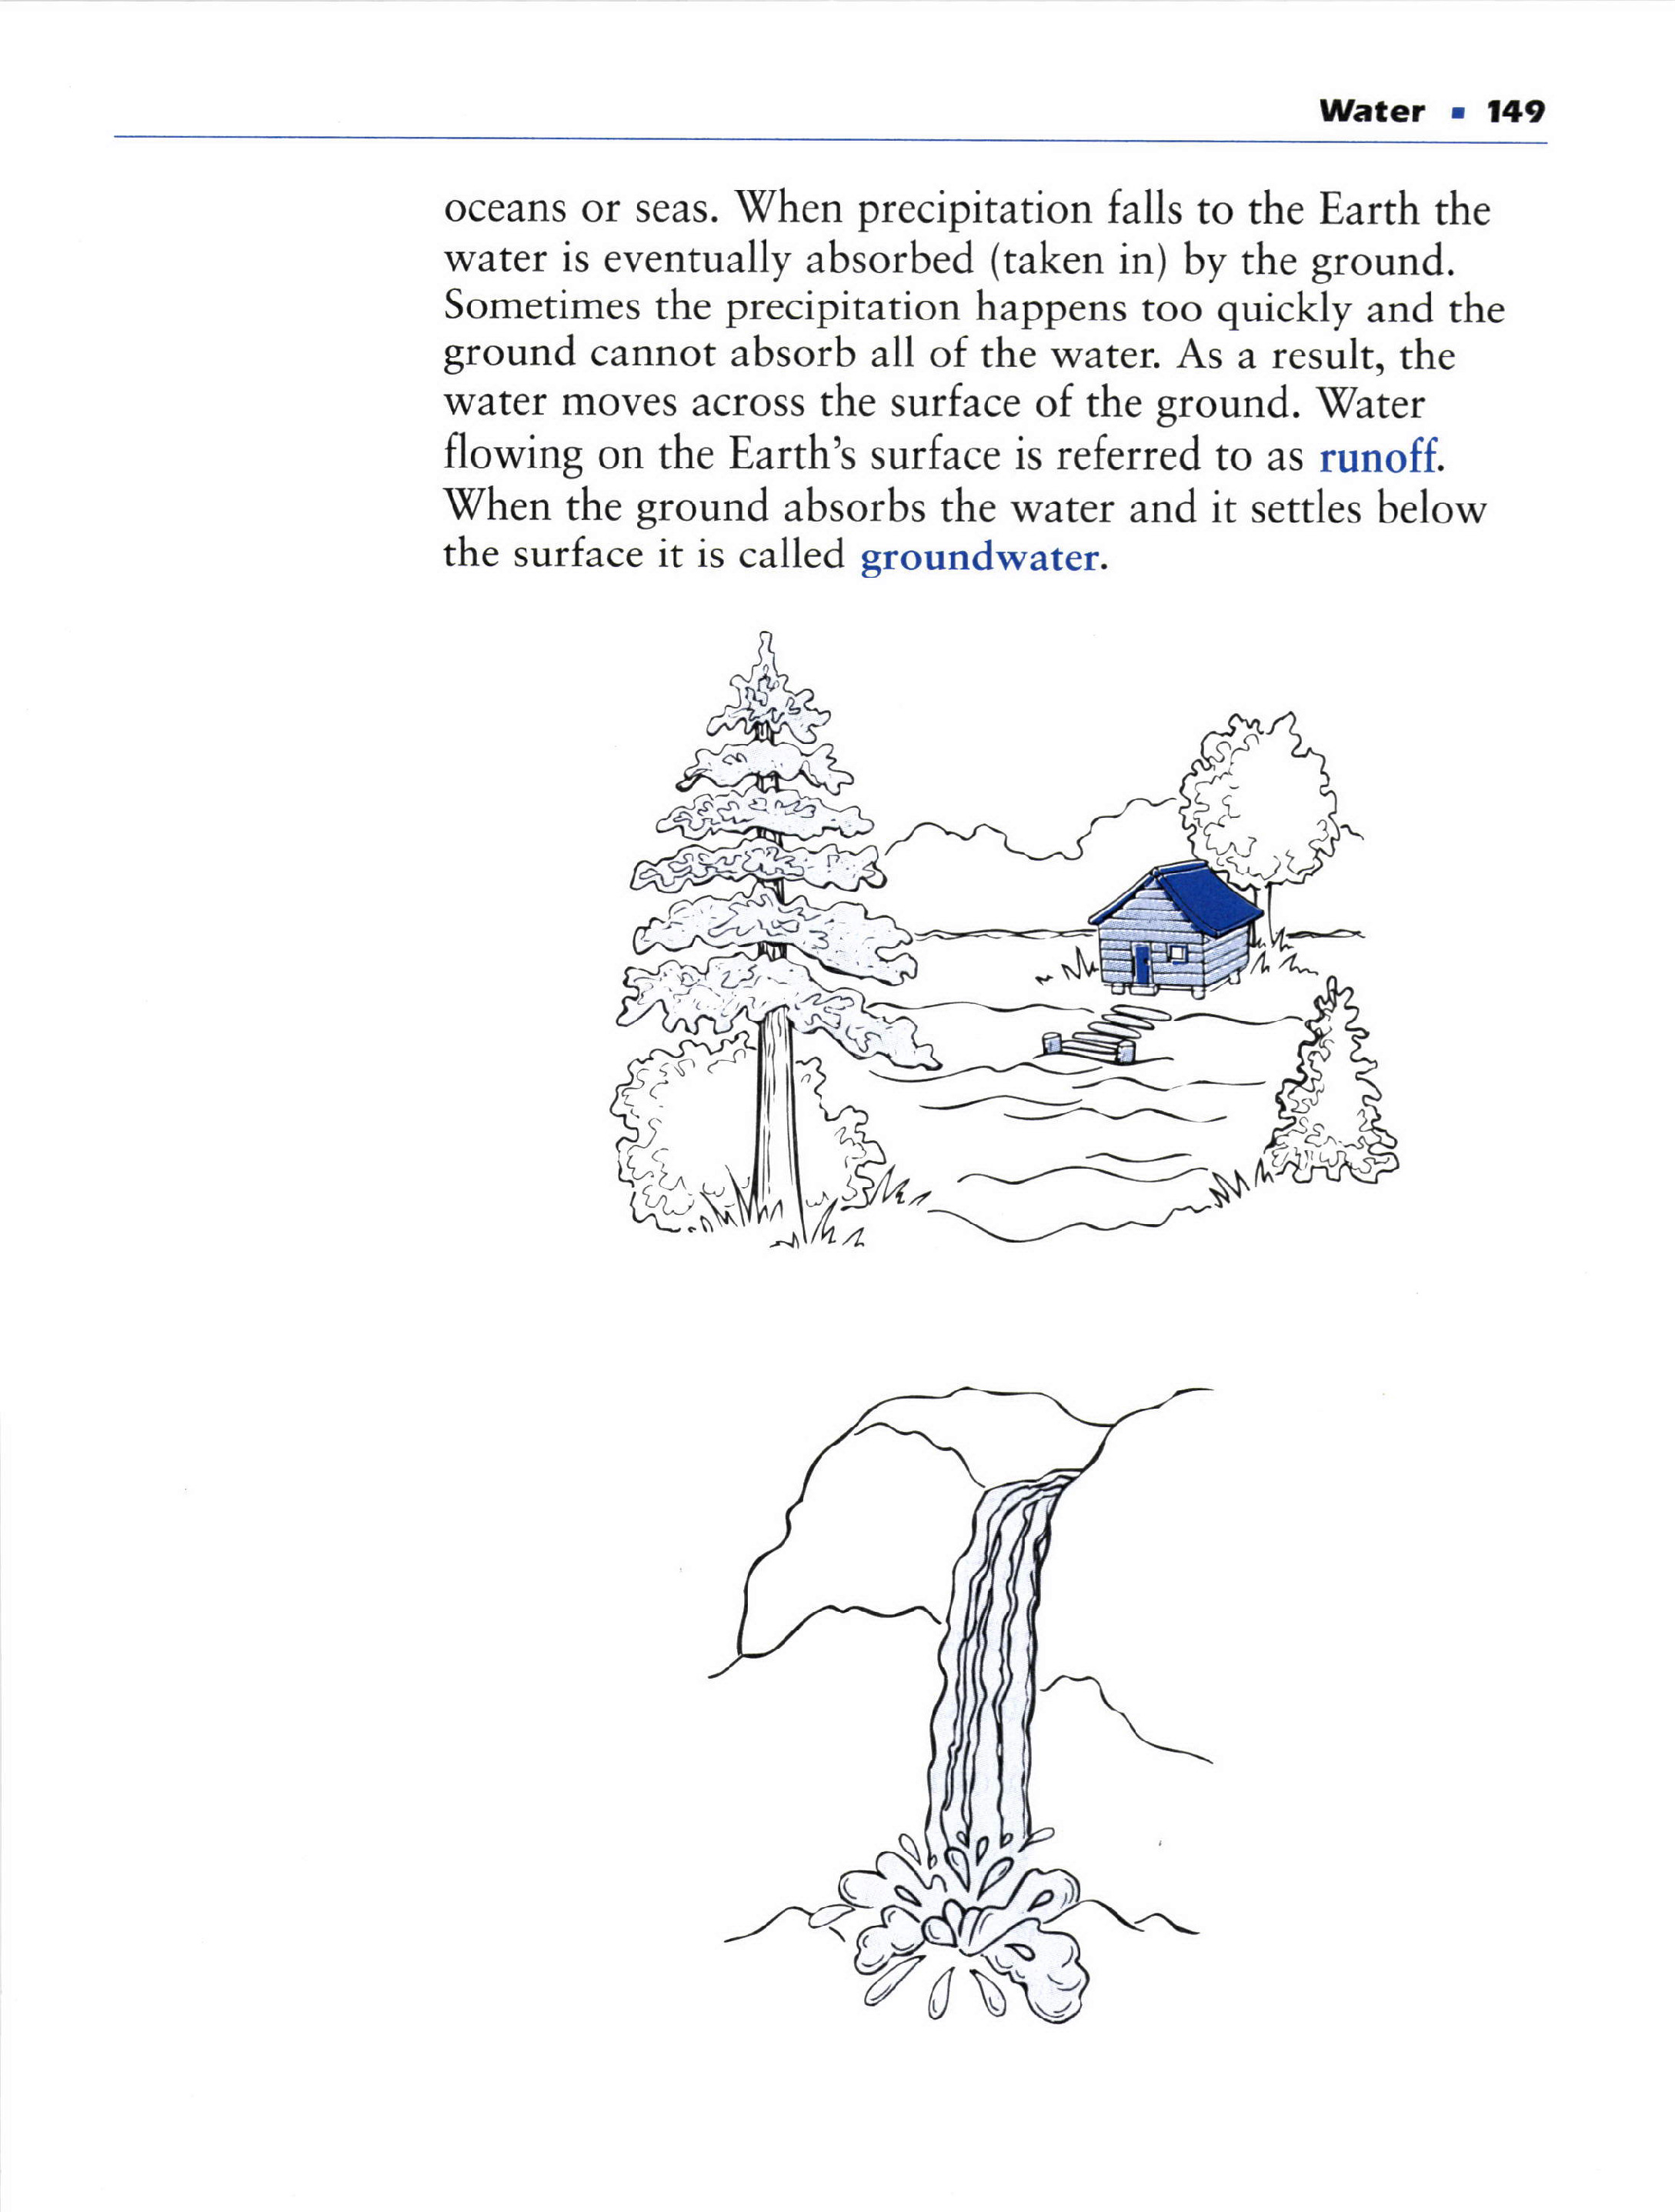 Water ▪ 149
oceans or seas. When precipitation falls to the Earth the
water is eventually absorbed (taken in) by the ground.
Sometimes the precipitation happens too quickly and the
ground cannot absorb all of the water. As a result, the
water moves across the surface of the ground. Water
flowing on the Earth's surface is referred to as runoff.
When the ground absorbs the water and it settles below
the surface it is called groundwater.